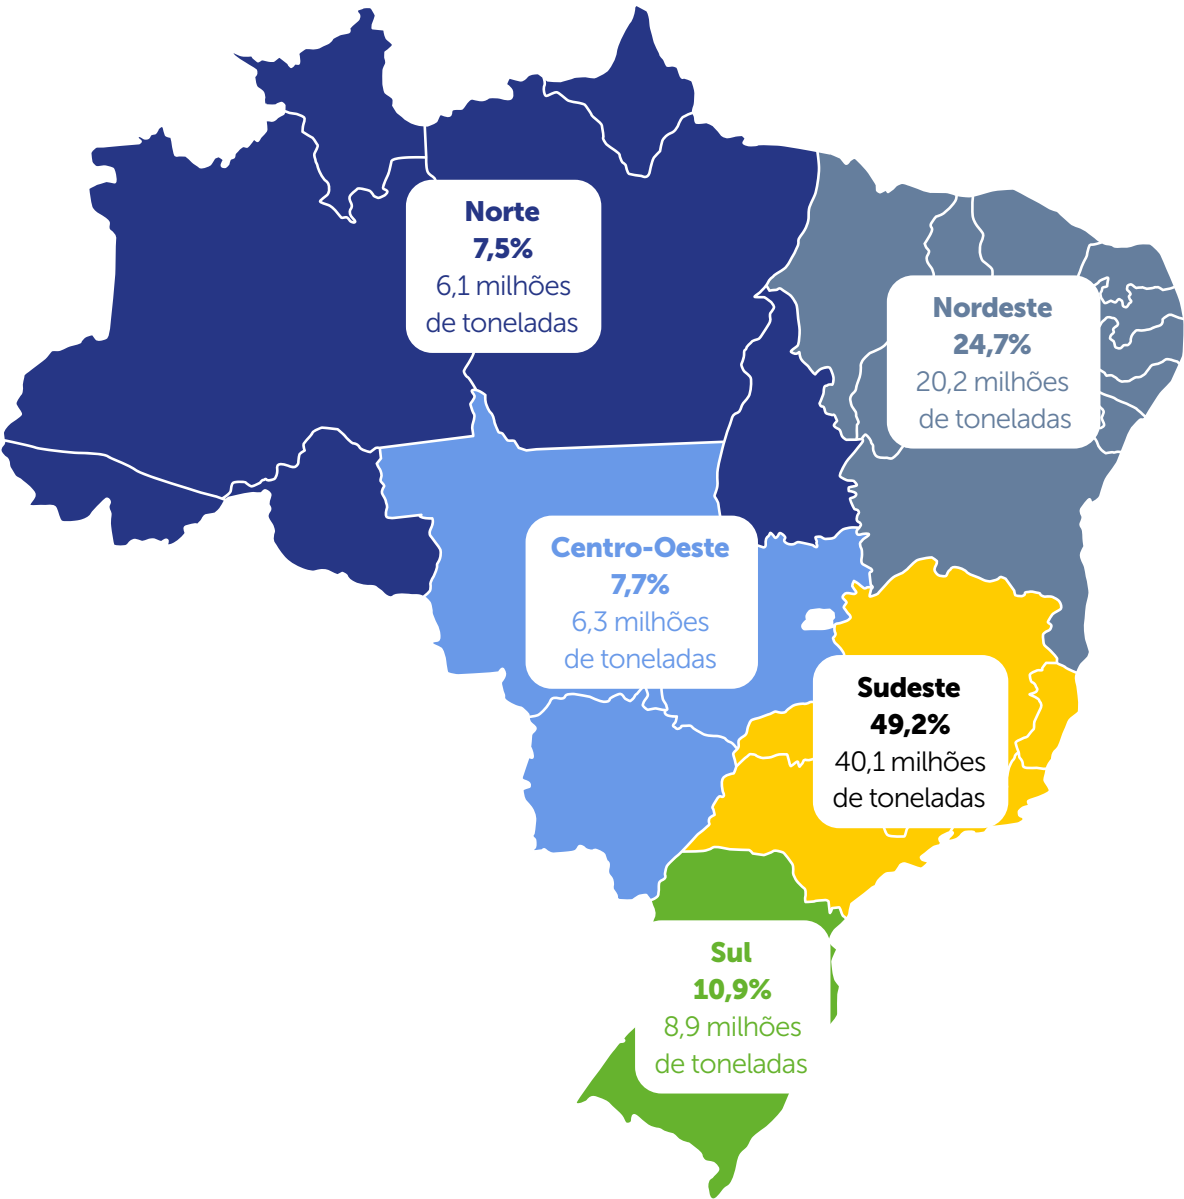 Norte
7,5%
6,1 milhões
de toneladas
Nordeste
24,7%
20,2 milhões
de toneladas
Centro-Oeste
7,7%
6,3 milhões
de toneladas
Sudeste
49,2%
40,1 milhões
de toneladas
Sul
10,9%
8,9 milhões
de toneladas